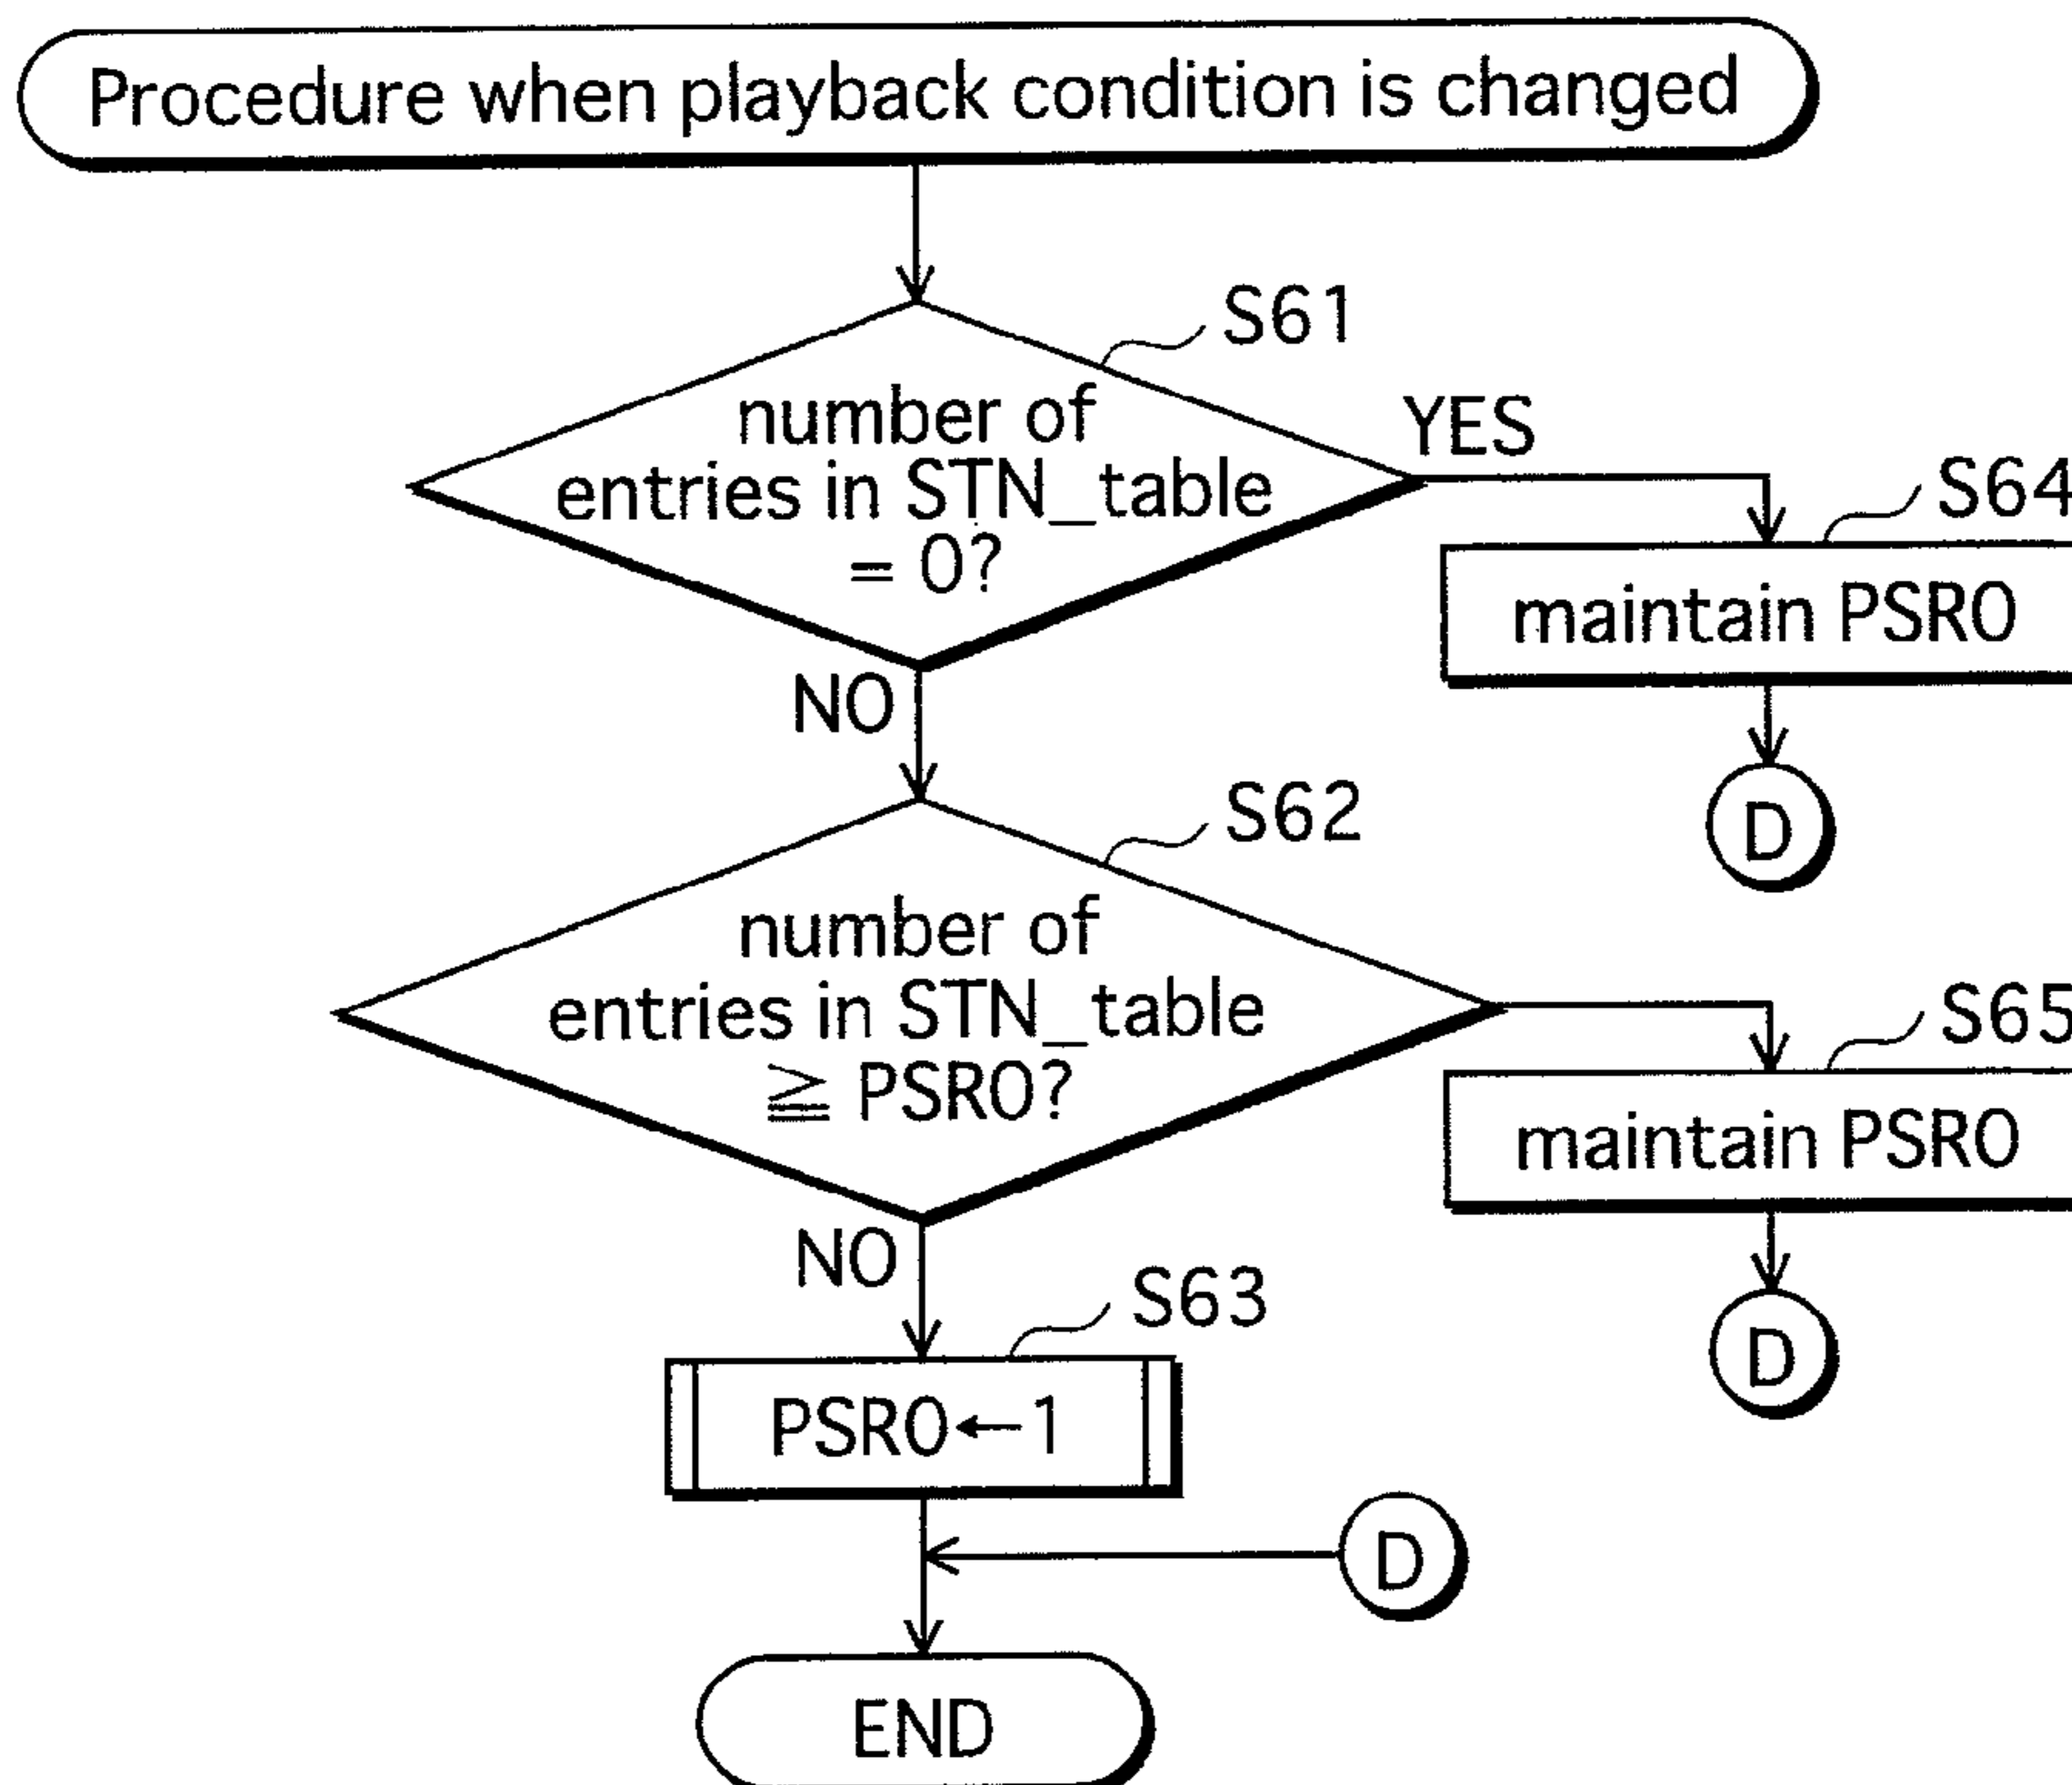 Procedure when playback condition is changed
S61
number of
entries in STN_table
= 0?
YES
S64
maintain PSR0
NO
D
S62
number of
entries in STN_table
≧ PSR0?
S65
maintain PSR0
NO
D
S63
PSR0←1
D
END